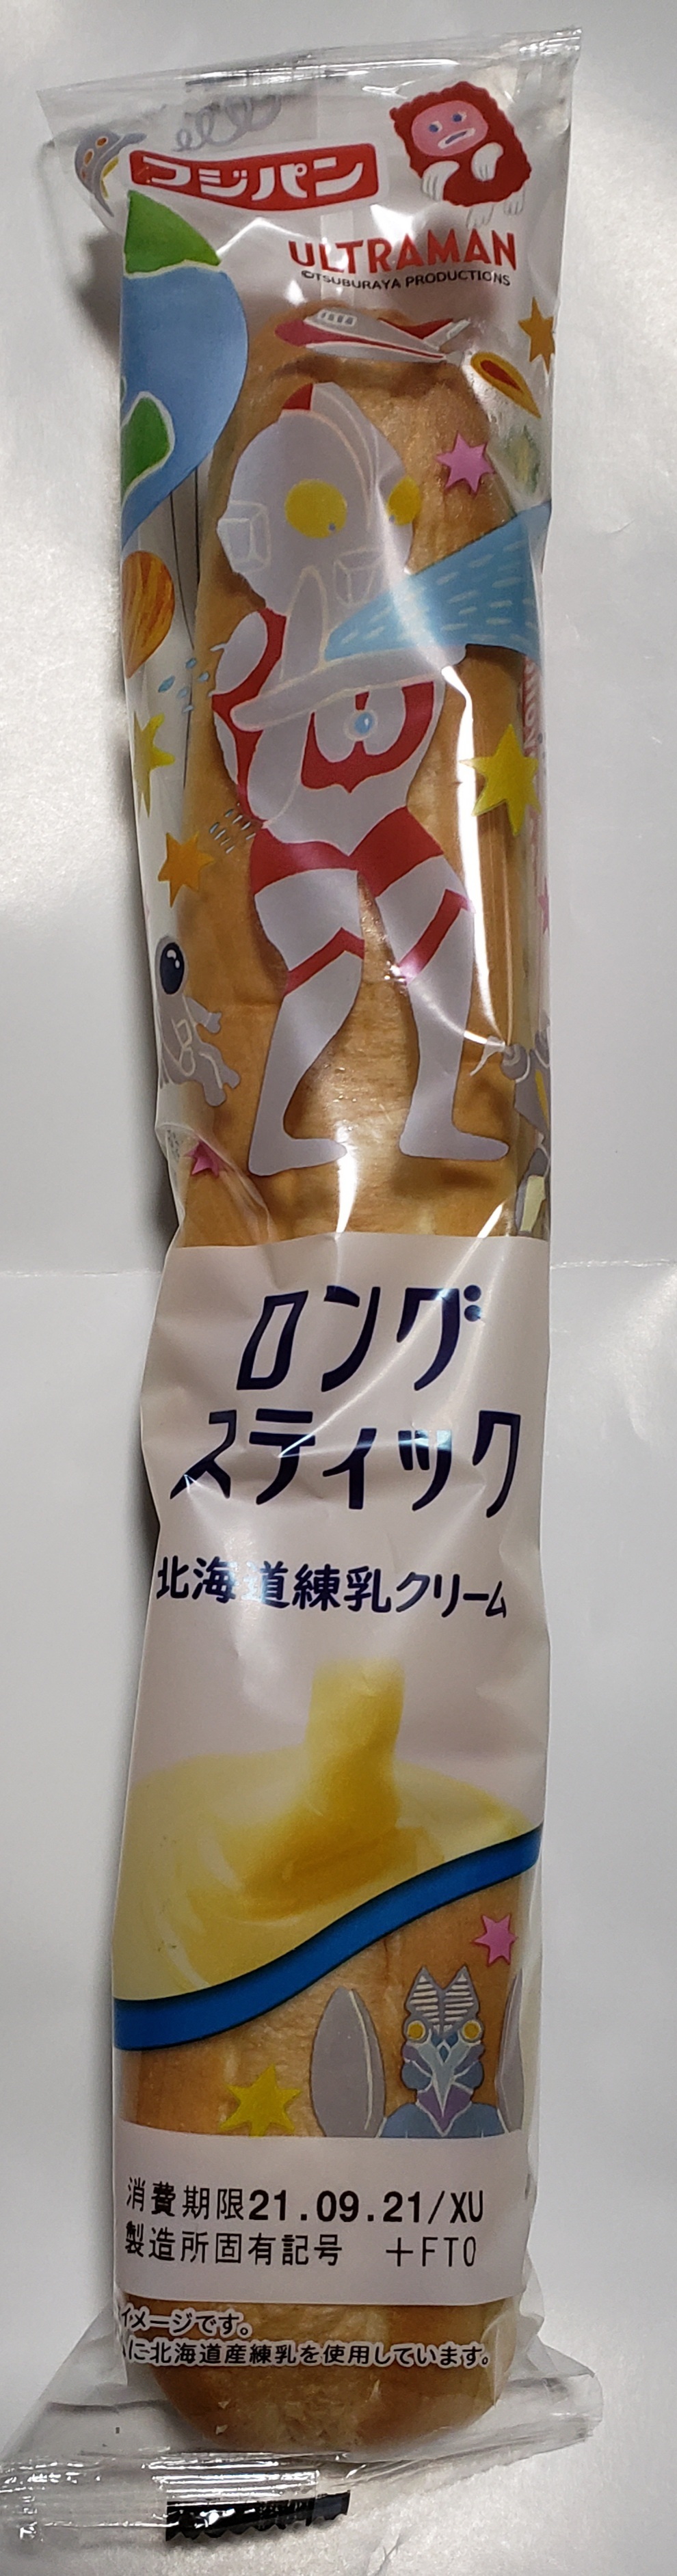 フジパン
ULTRAMAN
©TSUBURAYA PRODUCTIONS
ロング
スティック
北海道練乳クリーム
消費期限21.09.21/XU
製造所固有記号 +FT0
イメージです。
に北海道産練乳を使用しています。